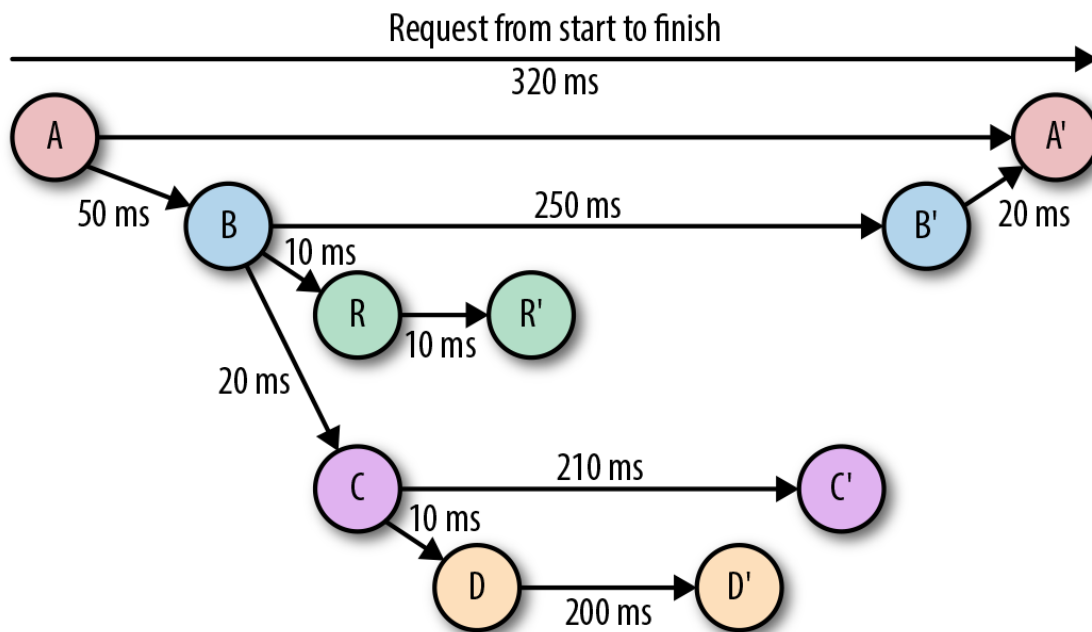 Request from start to finish
320 ms
A
A'
50 ms
B
250 ms
B'
20 ms
10 ms
R
R'
10 ms
20 ms
C
210 ms
C'
10 ms
D
D'
200 ms